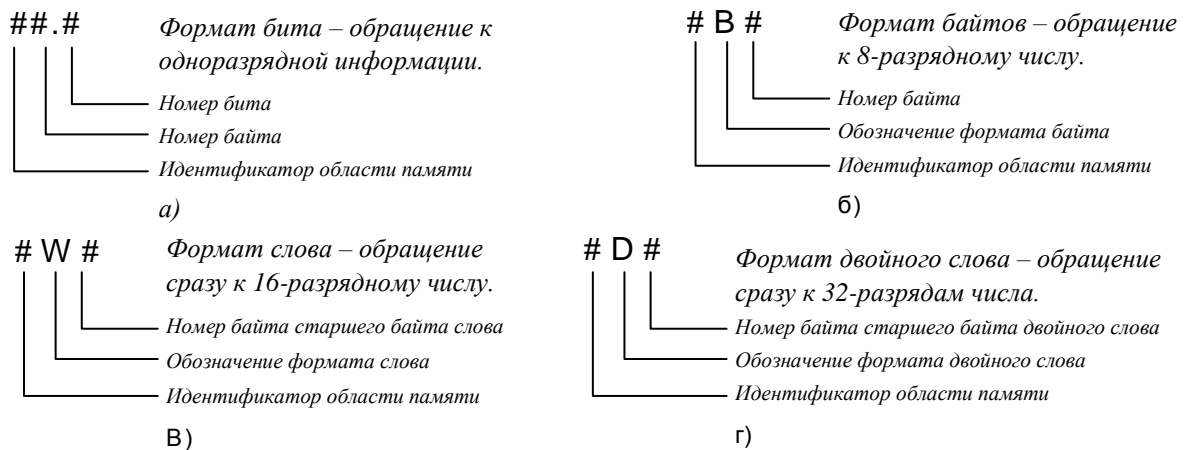 ##.#
Формат бита – обращение к
одноразрядной информации.
Номер бита
Номер байта
Идентификатор области памяти
а)
# B #
Формат байтов – обращение
к 8-разрядному числу.
Номер байта
Обозначение формата байта
Идентификатор области памяти
б)
# W #
Формат слова – обращение
сразу к 16-разрядному числу.
Номер байта старшего байта слова
Обозначение формата слова
Идентификатор области памяти
В)
# D #
Формат двойного слова – обращение
сразу к 32-разрядам числа.
Номер байта старшего байта двойного слова
Обозначение формата двойного слова
Идентификатор области памяти
г)